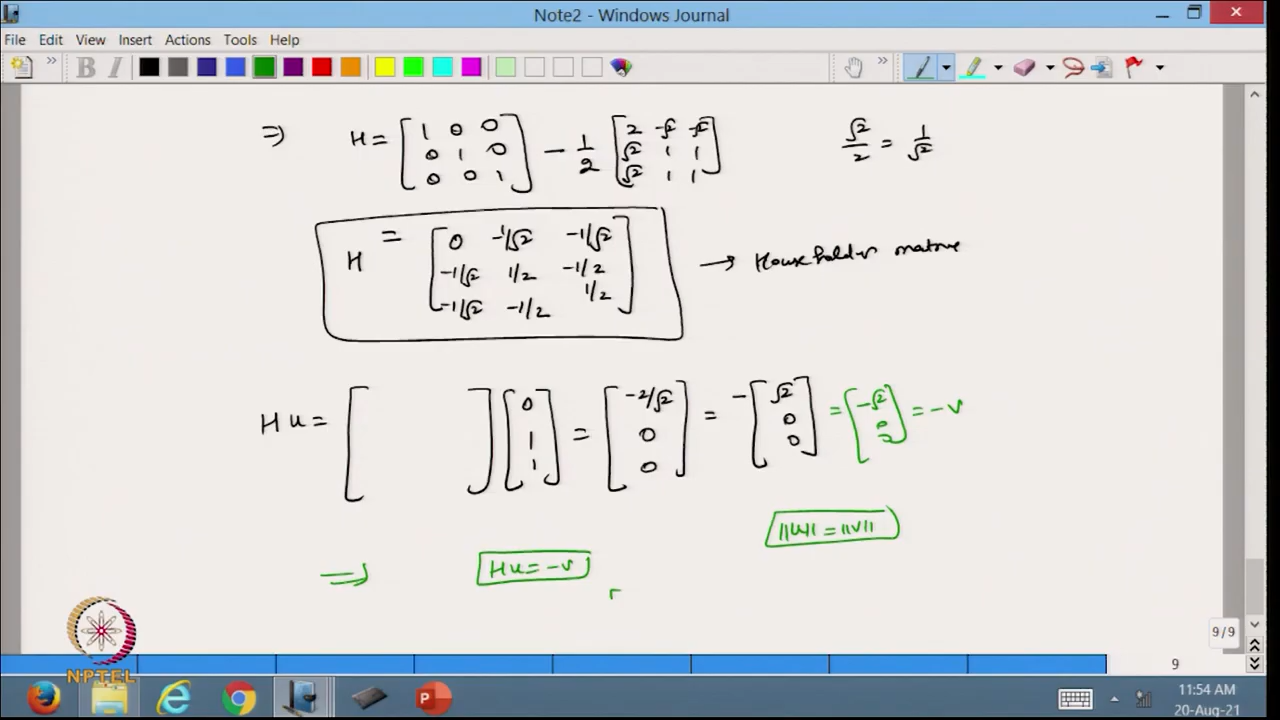 Note2 - Windows Journal
File Edit View Insert Actions Tools Help
⇒ H = [1 0 0; 0 1 0; 0 0 1] - 1/2 [2 -√2 -√2; √2 1 1; √2 1 1] √2/2 = 1/√2
H = [0 -1/√2 -1/√2; -1/√2 1/2 -1/2; -1/√2 -1/2 1/2] → Householder
Hu = [ ] [0; 1; 1] = [-2/√2; 0; 0] = - [√2; 0; 0] = [-√2; 0; 0] = -v
||u|| = ||v||
⇒ Hu = -v
9/9
NPTEL
9
11:54 AM
20-Aug-21